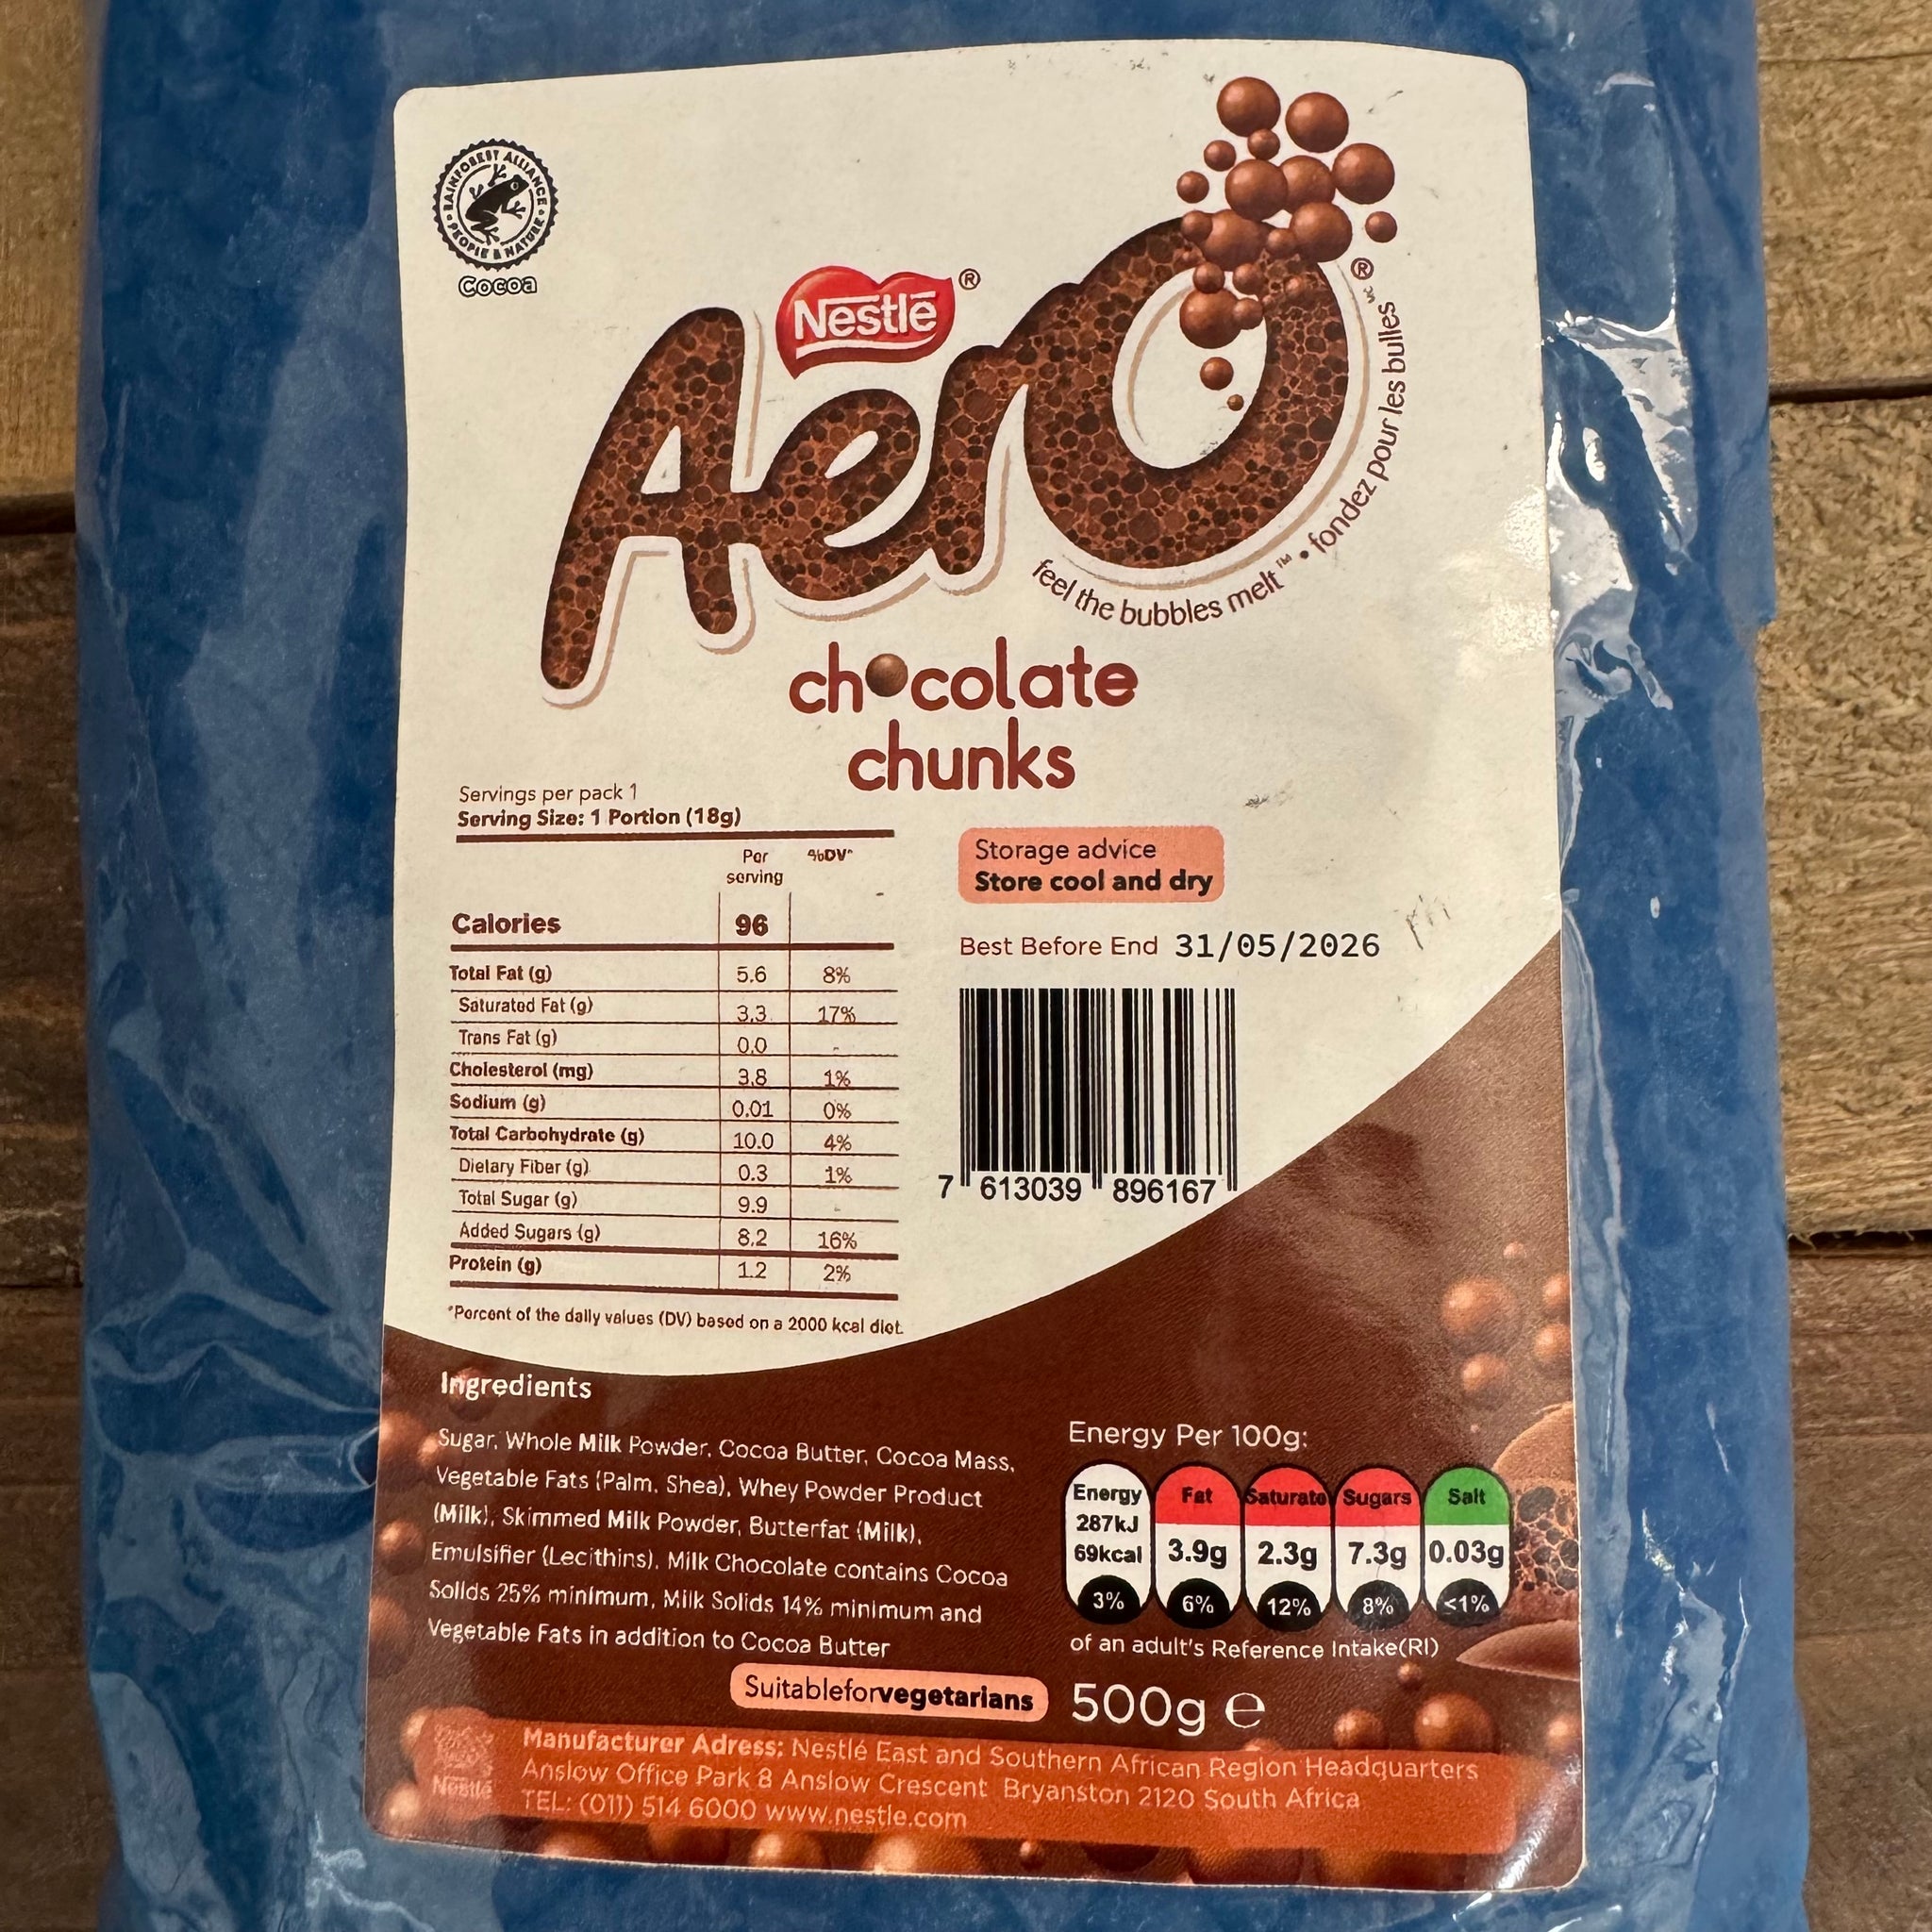 RAINFOREST ALLIANCE
PEOPLE & NATURE
Cocoa
Nestlé®
Aero®
feel the bubbles melt™ • fondez pour les bulles
chocolate
chunks
Servings per pack 1
Serving Size: 1 Portion (18g)
Per serving %DV*
Calories 96
Total Fat (g) 5.6 8%
Saturated Fat (g) 3.3 17%
Trans Fat (g) 0.0 -
Cholesterol (mg) 3.8 1%
Sodium (g) 0.01 0%
Total Carbohydrate (g) 10.0 4%
Dietary Fiber (g) 0.3 1%
Total Sugar (g) 9.9 -
Added Sugars (g) 8.2 16%
Protein (g) 1.2 2%
*Percent of the daily values (DV) based on a 2000 kcal diet.
Storage advice
Store cool and dry
Best Before End 31/05/2026
7 613039 896167
Ingredients
Sugar, Whole Milk Powder, Cocoa Butter, Cocoa Mass,
Vegetable Fats (Palm, Shea), Whey Powder Product
(Milk), Skimmed Milk Powder, Butterfat (Milk),
Emulsifier (Lecithins), Milk Chocolate contains Cocoa
Solids 25% minimum, Milk Solids 14% minimum and
Vegetable Fats in addition to Cocoa Butter
Suitableforvegetarians
Energy Per 100g:
Energy Fat Saturate Sugars Salt
287kJ
69kcal 3.9g 2.3g 7.3g 0.03g
3% 6% 12% 8% <1%
of an adult's Reference Intake(RI)
500g e
Nestlé
Manufacturer Adress: Nestlé East and Southern African Region Headquarters
Anslow Office Park 8 Anslow Crescent Bryanston 2120 South Africa
TEL: (011) 514 6000 www.nestle.com